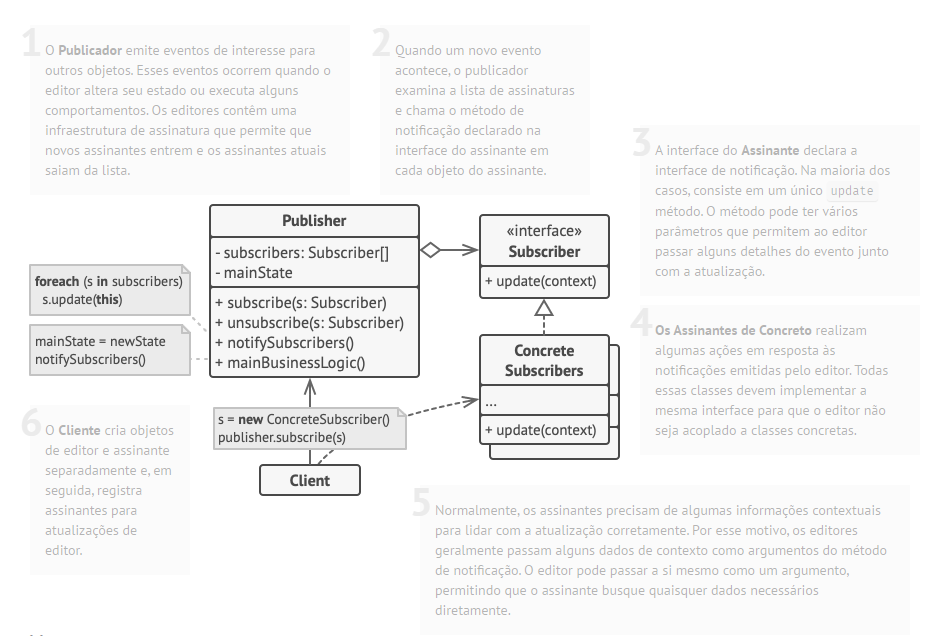 1
O Publicador emite eventos de interesse para
outros objetos. Esses eventos ocorrem quando o
editor altera seu estado ou executa alguns
comportamentos. Os editores contêm uma
infraestrutura de assinatura que permite que
novos assinantes entrem e os assinantes atuais
saiam da lista.
2
Quando um novo evento
acontece, o publicador
examina a lista de assinaturas
e chama o método de
notificação declarado na
interface do assinante em
cada objeto do assinante.
3
A interface do Assinante declara a
interface de notificação. Na maioria dos
casos, consiste em um único update
método. O método pode ter vários
parâmetros que permitem ao editor
passar alguns detalhes do evento junto
com a atualização.
Publisher
- subscribers: Subscriber[]
- mainState
+ subscribe(s: Subscriber)
+ unsubscribe(s: Subscriber)
+ notifySubscribers()
+ mainBusinessLogic()
«interface»
Subscriber
+ update(context)
foreach (s in subscribers)
s.update(this)
mainState = newState
notifySubscribers()
4
Os Assinantes de Concreto realizam
algumas ações em resposta às
notificações emitidas pelo editor. Todas
essas classes devem implementar a
mesma interface para que o editor não
seja acoplado a classes concretas.
Concrete
Subscribers
...
+ update(context)
s = new ConcreteSubscriber()
publisher.subscribe(s)
Client
6
O Cliente cria objetos
de editor e assinante
separadamente e, em
seguida, registra
assinantes para
atualizações de
editor.
5
Normalmente, os assinantes precisam de algumas informações contextuais
para lidar com a atualização corretamente. Por esse motivo, os editores
geralmente passam alguns dados de contexto como argumentos do método
de notificação. O editor pode passar a si mesmo como um argumento,
permitindo que o assinante busque quaisquer dados necessários
diretamente.